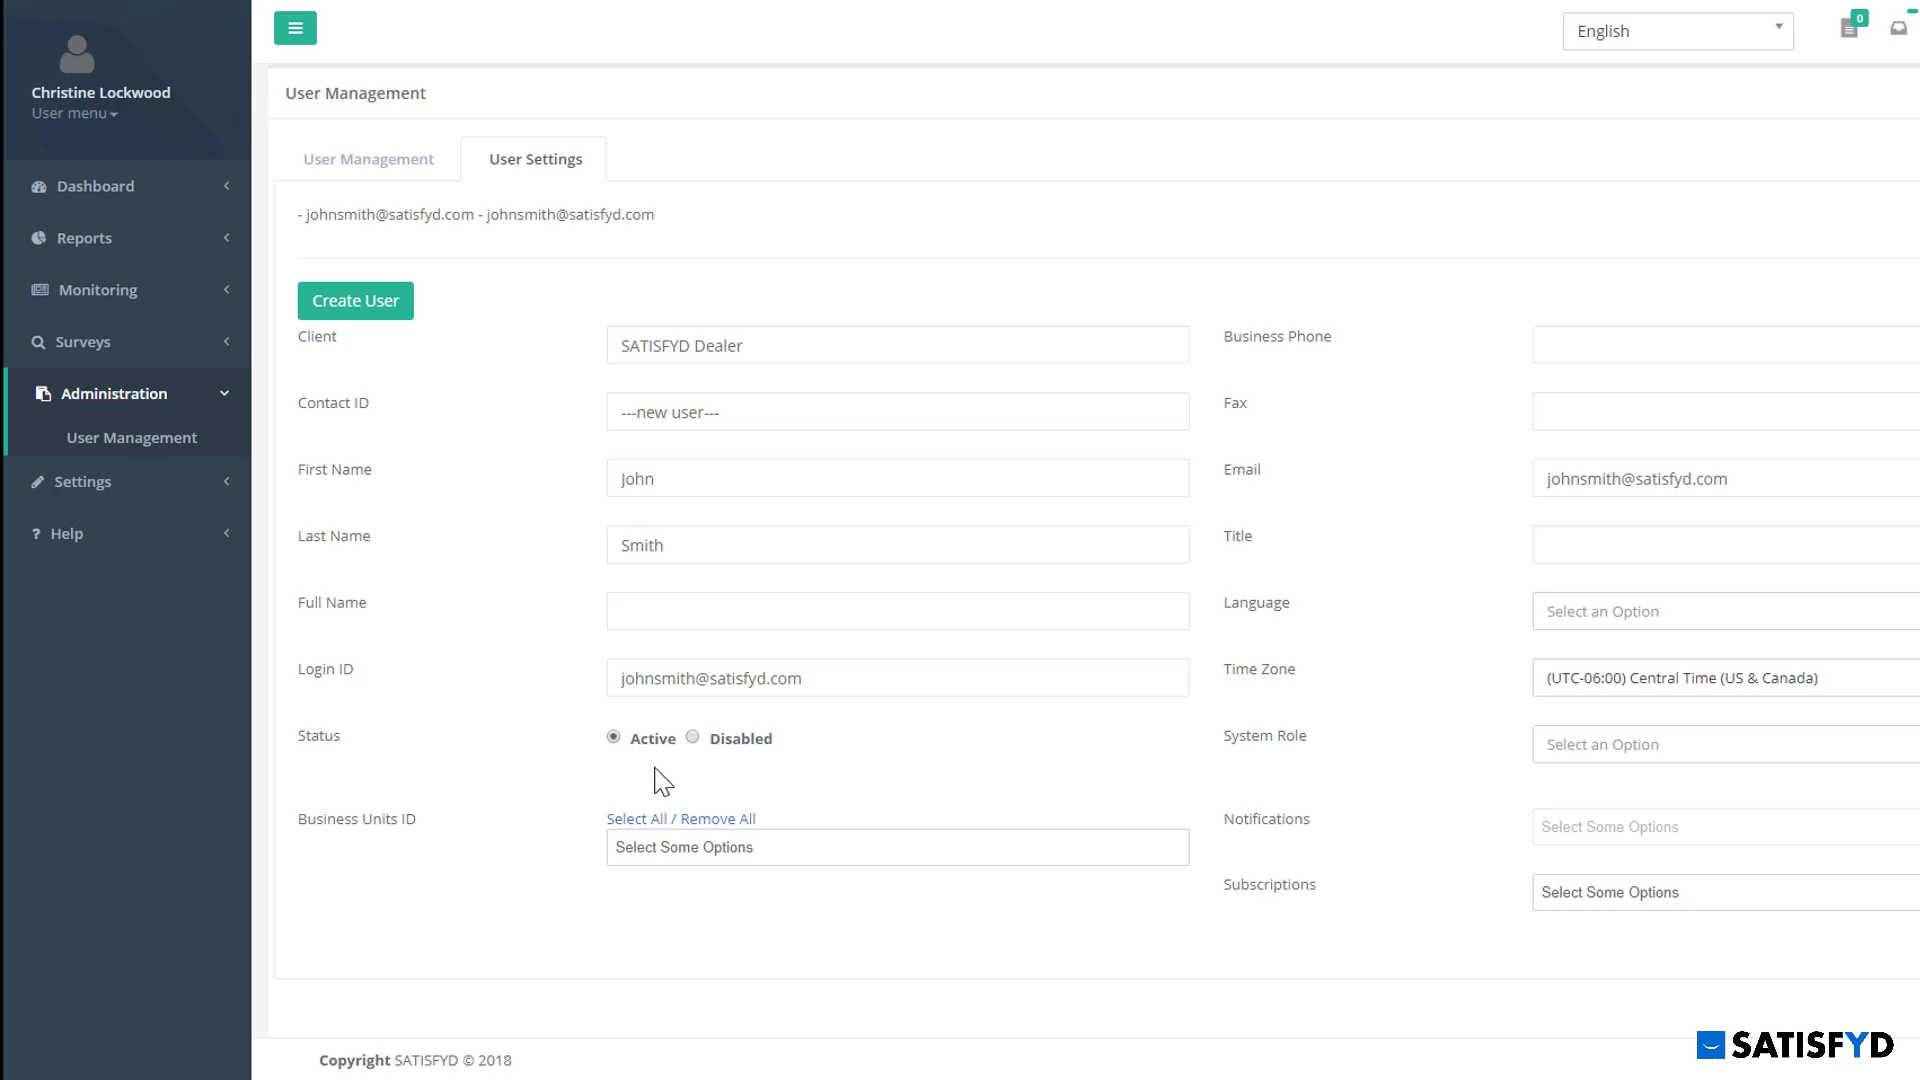 English
0
Christine Lockwood
User menu
User Management
User Management
User Settings
Dashboard
Reports
Monitoring
Surveys
Administration
User Management
Settings
? Help
- johnsmith@satisfyd.com - johnsmith@satisfyd.com
Create User
Client
SATISFYD Dealer
Business Phone
Contact ID
---new user---
Fax
First Name
John
Email
johnsmith@satisfyd.com
Last Name
Smith
Title
Full Name
Language
Select an Option
Login ID
johnsmith@satisfyd.com
Time Zone
(UTC-06:00) Central Time (US & Canada)
Status
Active
Disabled
System Role
Select an Option
Business Units ID
Select All / Remove All
Select Some Options
Notifications
Select Some Options
Subscriptions
Select Some Options
Copyright SATISFYD © 2018
SATISFYD